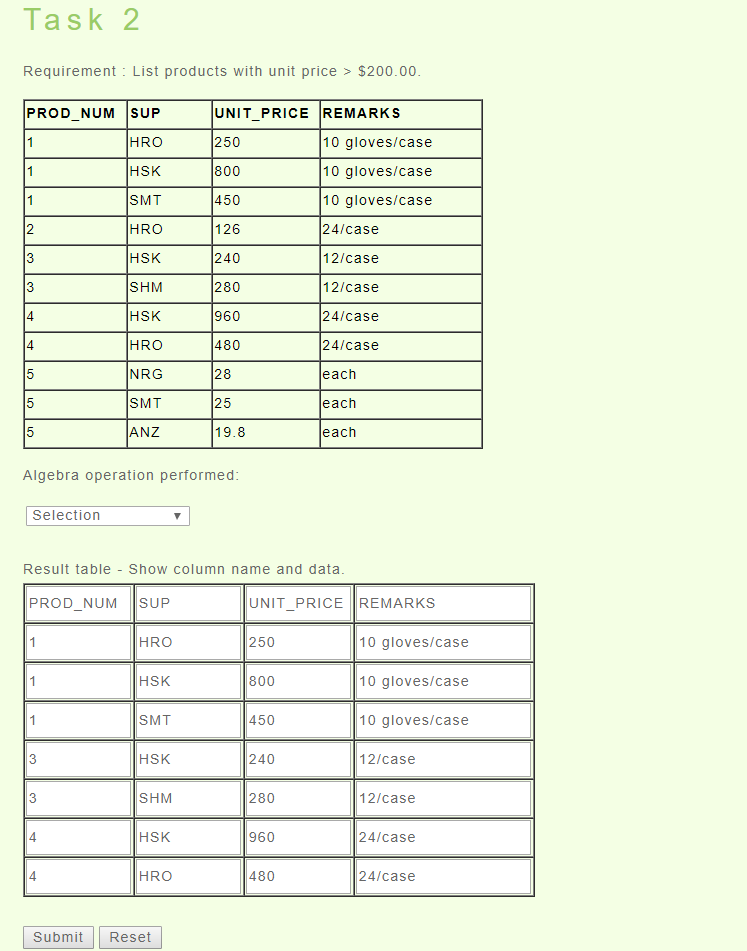 Task 2
Requirement : List products with unit price > $200.00.
PROD_NUM SUP UNIT_PRICE REMARKS
1 HRO 250 10 gloves/case
1 HSK 800 10 gloves/case
1 SMT 450 10 gloves/case
2 HRO 126 24/case
3 HSK 240 12/case
3 SHM 280 12/case
4 HSK 960 24/case
4 HRO 480 24/case
5 NRG 28 each
5 SMT 25 each
5 ANZ 19.8 each
Algebra operation performed:
Selection
Result table - Show column name and data.
PROD_NUM SUP UNIT_PRICE REMARKS
1 HRO 250 10 gloves/case
1 HSK 800 10 gloves/case
1 SMT 450 10 gloves/case
3 HSK 240 12/case
3 SHM 280 12/case
4 HSK 960 24/case
4 HRO 480 24/case
Submit Reset